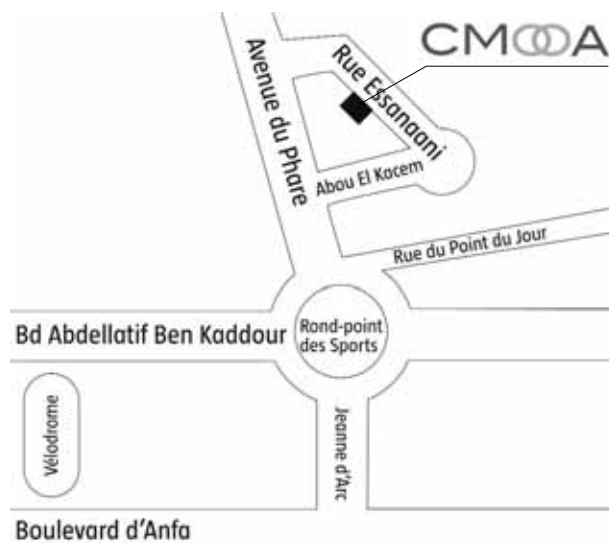 CMOOA
Rue Essanaani
Avenue du Phare
Abou El Kacem
Rue du Point du Jour
Bd Abdellatif Ben Kaddour
Rond-point
des Sports
Jeanne d'Arc
Vélodrome
Boulevard d'Anfa